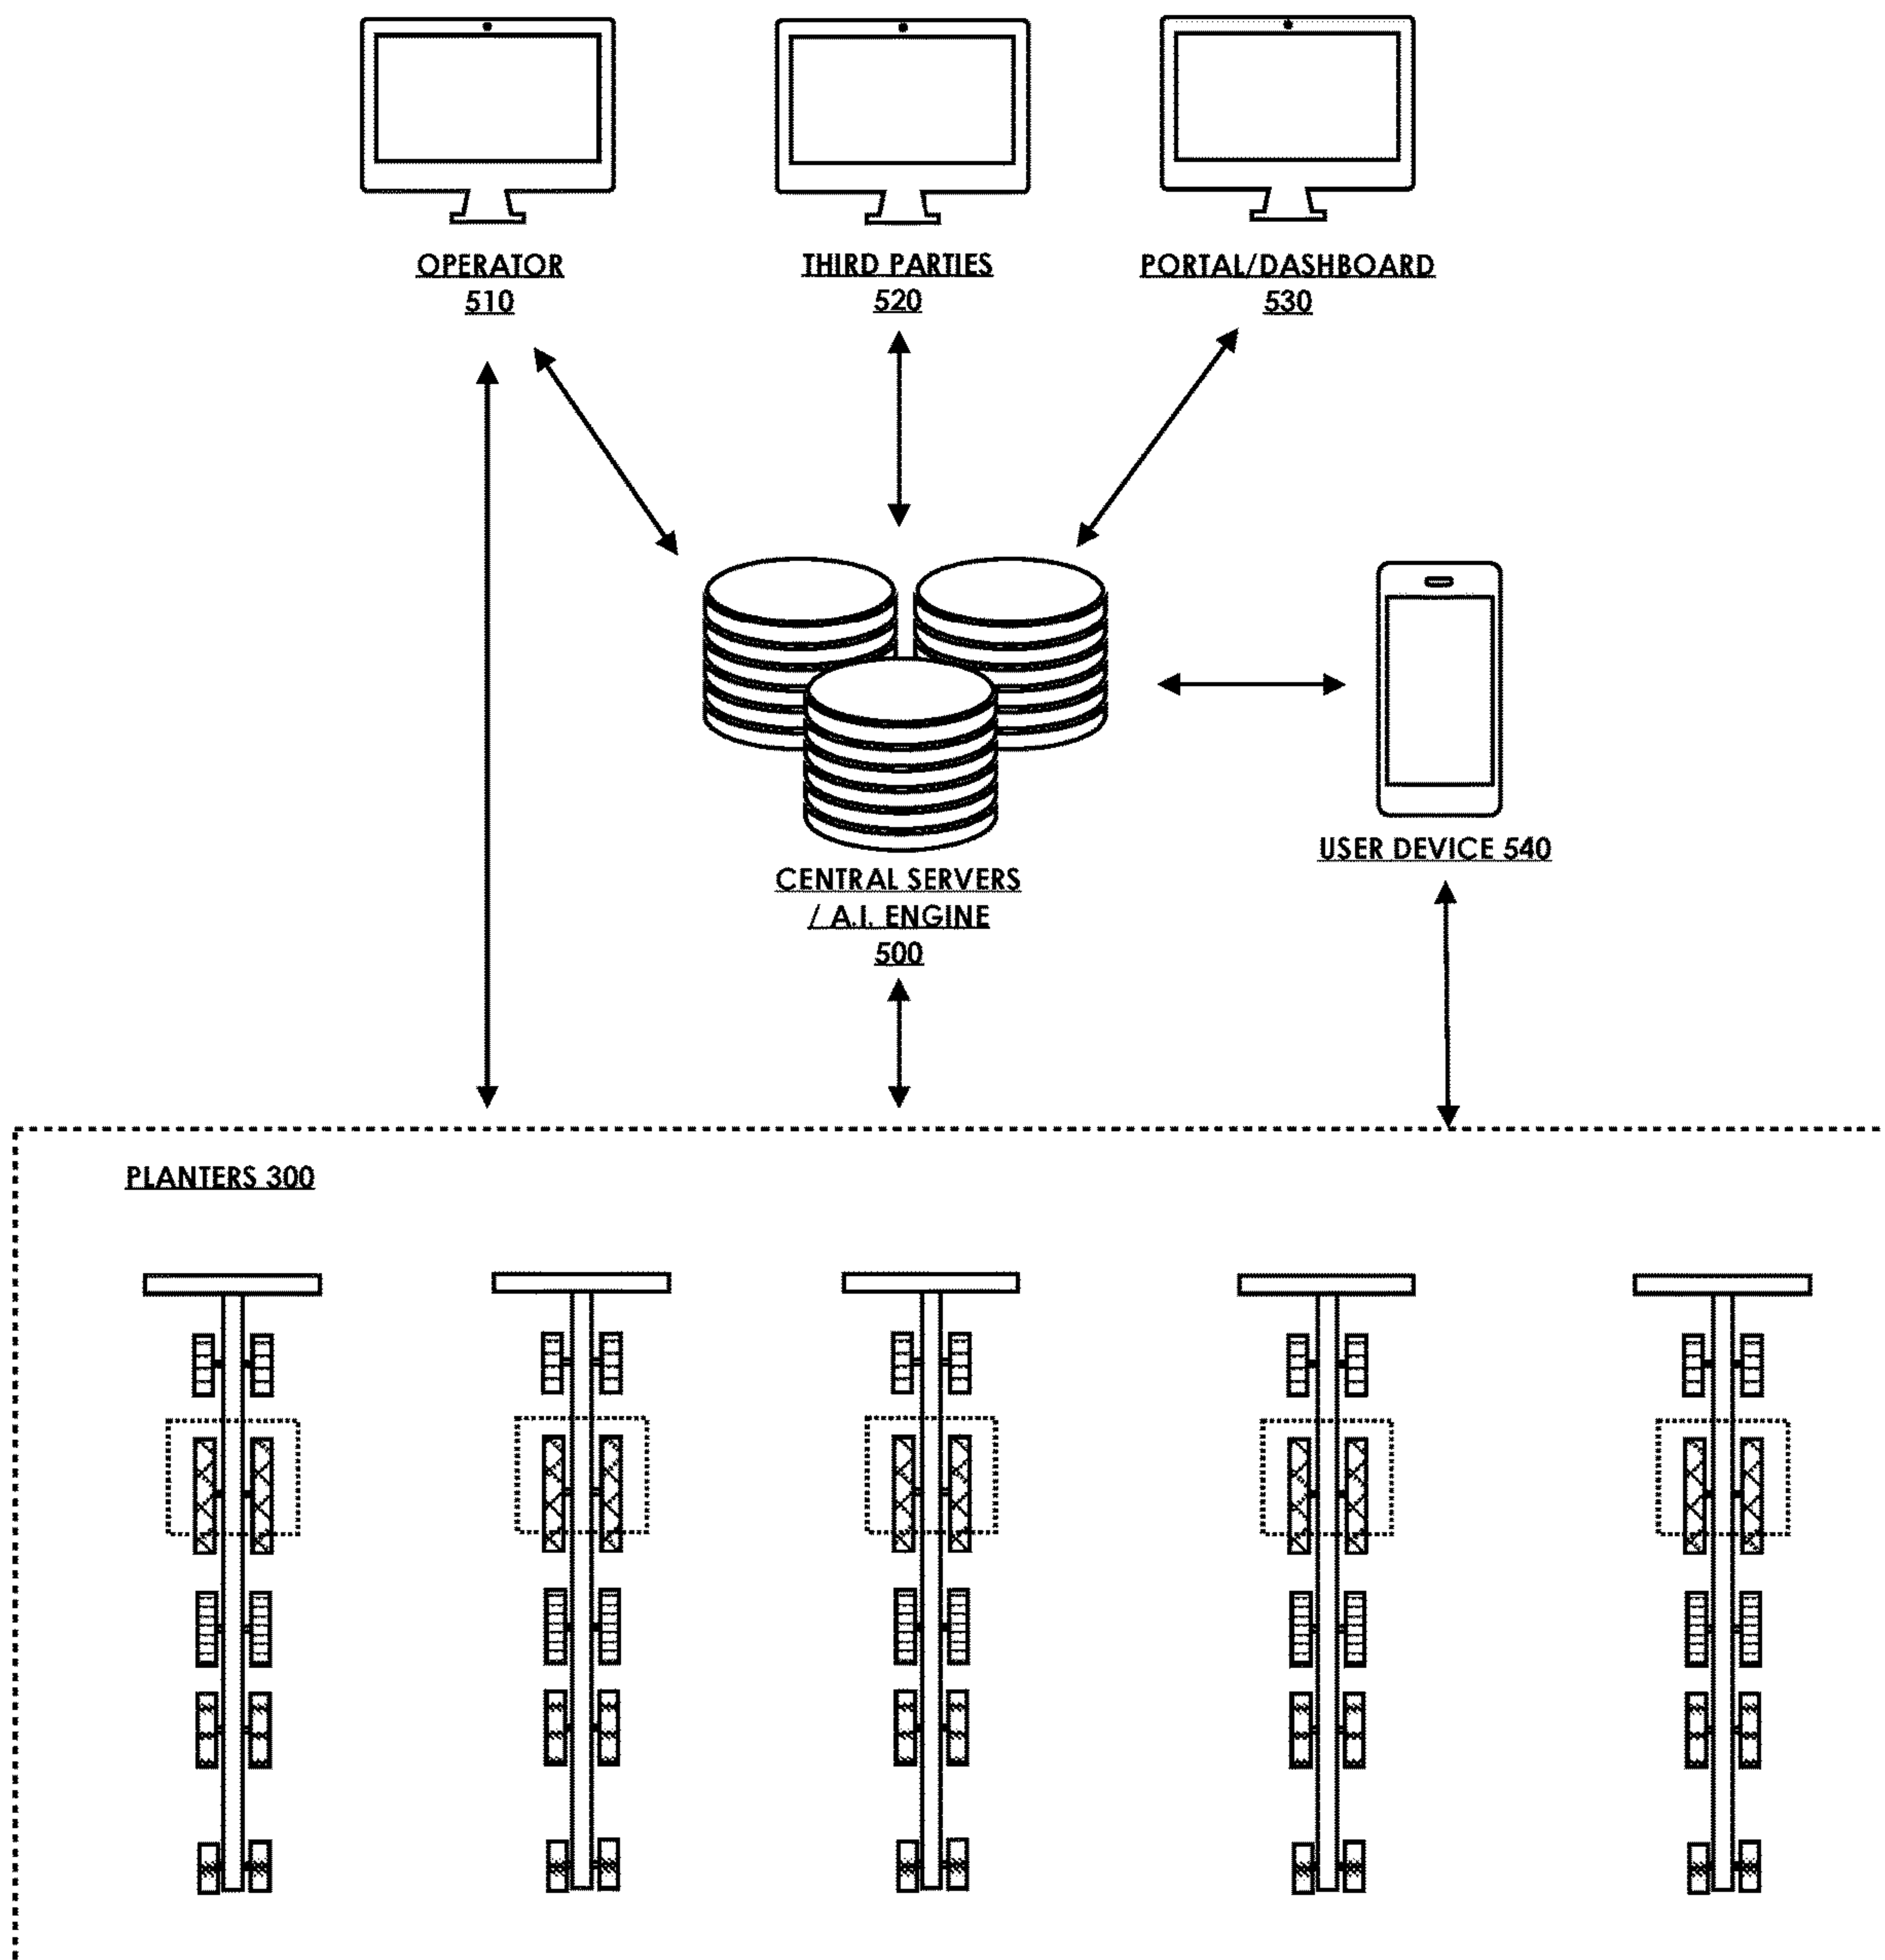 OPERATOR
510
THIRD PARTIES
520
PORTAL/DASHBOARD
530
USER DEVICE 540
CENTRAL SERVERS
/ A.I. ENGINE
500
PLANTERS 300